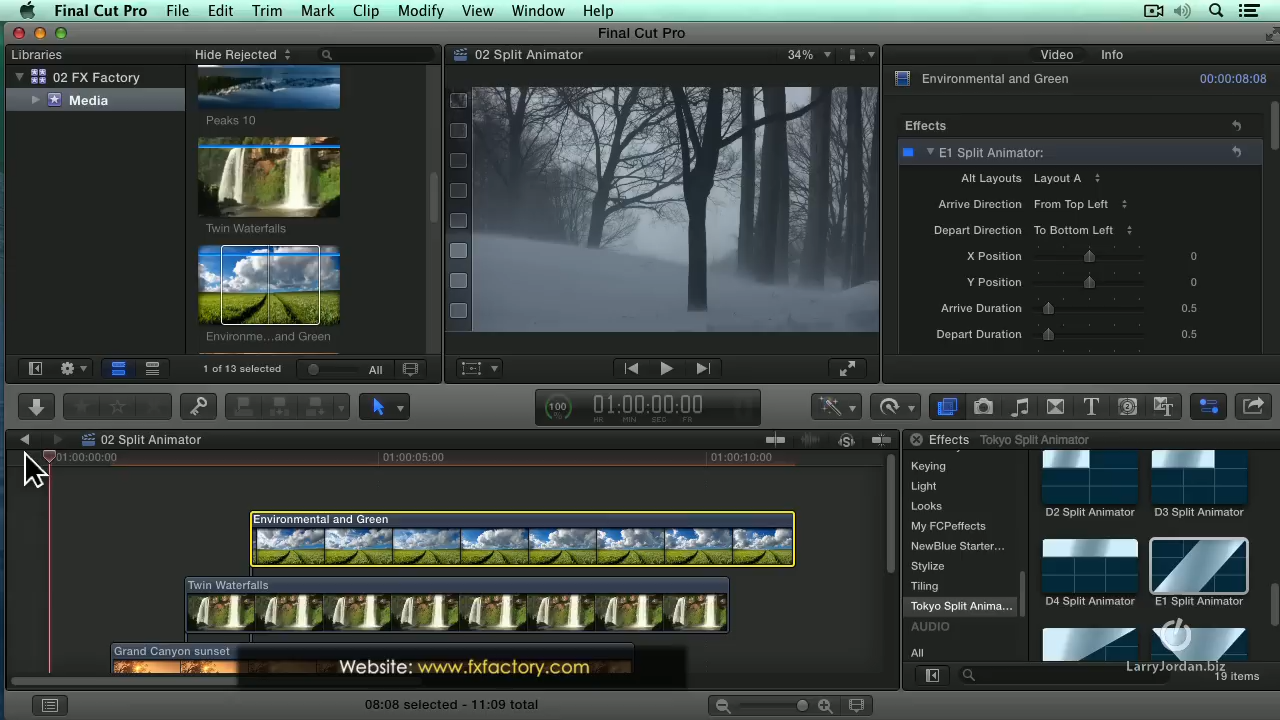 Final Cut Pro File Edit Trim Mark Clip Modify View Window Help
Final Cut Pro
Libraries
Hide Rejected
02 Split Animator
34%
Video
Info
02 FX Factory
Media
Peaks 10
Twin Waterfalls
Environme...and Green
1 of 13 selected
All
Environmental and Green
00:00:08:08
Effects
E1 Split Animator:
Alt Layouts Layout A
Arrive Direction From Top Left
Depart Direction To Bottom Left
X Position 0
Y Position 0
Arrive Duration 0.5
Depart Duration 0.5
100
%
01:00:00:00
HR MIN SEC FR
02 Split Animator
01:00:00:00
01:00:05:00
01:00:10:00
Environmental and Green
Twin Waterfalls
Grand Canyon sunset
Website: www.fxfactory.com
Effects Tokyo Split Animator
Keying
Light
Looks
My FCPeffects
NewBlue Starter...
Stylize
Tiling
Tokyo Split Anima...
AUDIO
All
D2 Split Animator
D3 Split Animator
D4 Split Animator
E1 Split Animator
LarryJordan.biz
19 items
08:08 selected - 11:09 total